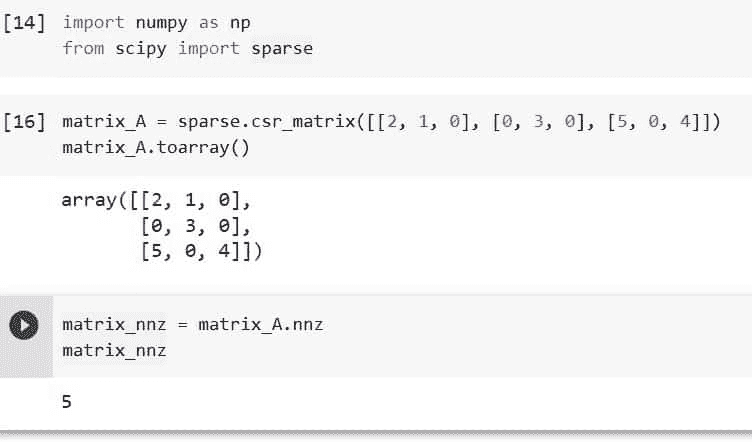 [14] import numpy as np
from scipy import sparse
[16] matrix_A = sparse.csr_matrix([[2, 1, 0], [0, 3, 0], [5, 0, 4]])
matrix_A.toarray()
array([[2, 1, 0],
[0, 3, 0],
[5, 0, 4]])
matrix_nnz = matrix_A.nnz
matrix_nnz
5